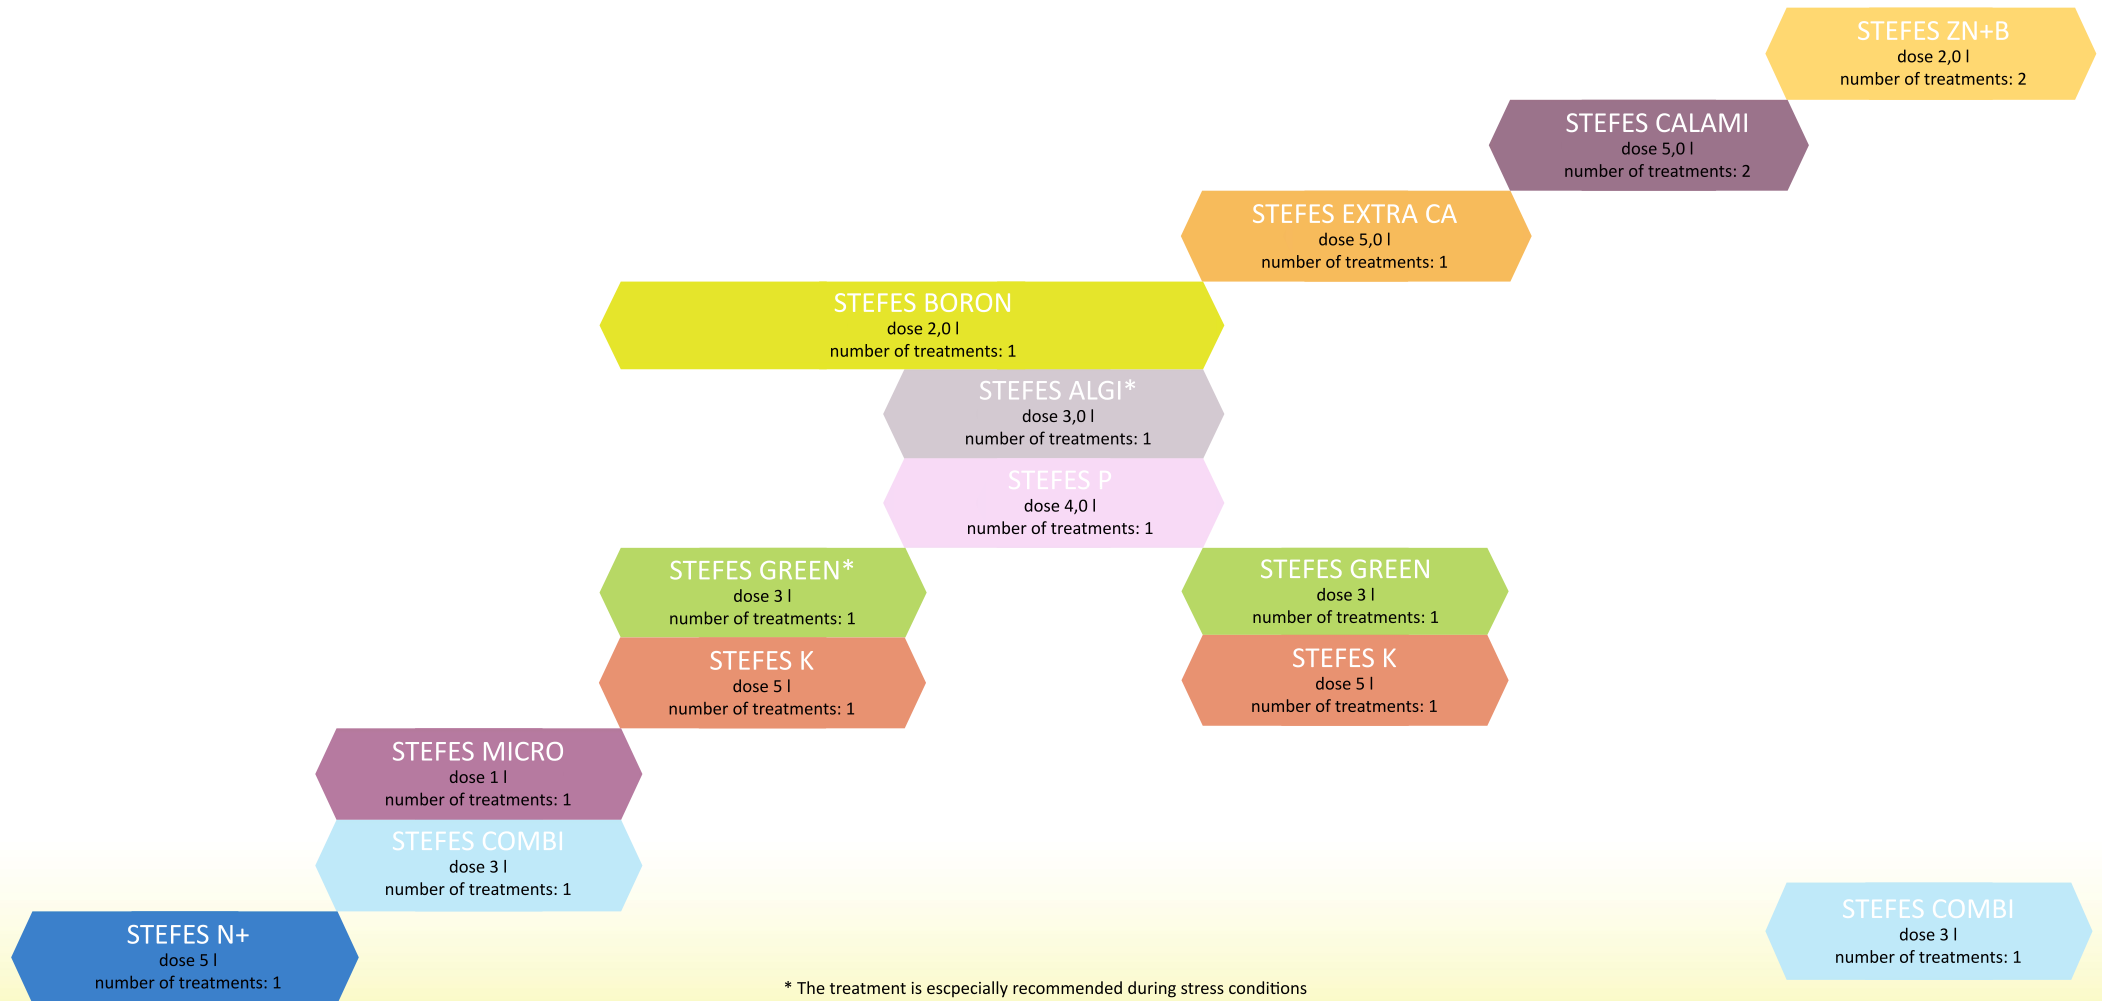 STEFES ZN+B
dose 2,0 l
number of treatments: 2
STEFES CALAMI
dose 5,0 l
number of treatments: 2
STEFES EXTRA CA
dose 5,0 l
number of treatments: 1
STEFES BORON
dose 2,0 l
number of treatments: 1
STEFES ALGI*
dose 3,0 l
number of treatments: 1
STEFES P
dose 4,0 l
number of treatments: 1
STEFES GREEN*
dose 3 l
number of treatments: 1
STEFES GREEN
dose 3 l
number of treatments: 1
STEFES K
dose 5 l
number of treatments: 1
STEFES K
dose 5 l
number of treatments: 1
STEFES MICRO
dose 1 l
number of treatments: 1
STEFES COMBI
dose 3 l
number of treatments: 1
STEFES COMBI
dose 3 l
number of treatments: 1
STEFES N+
dose 5 l
number of treatments: 1
* The treatment is escpecially recommended during stress conditions